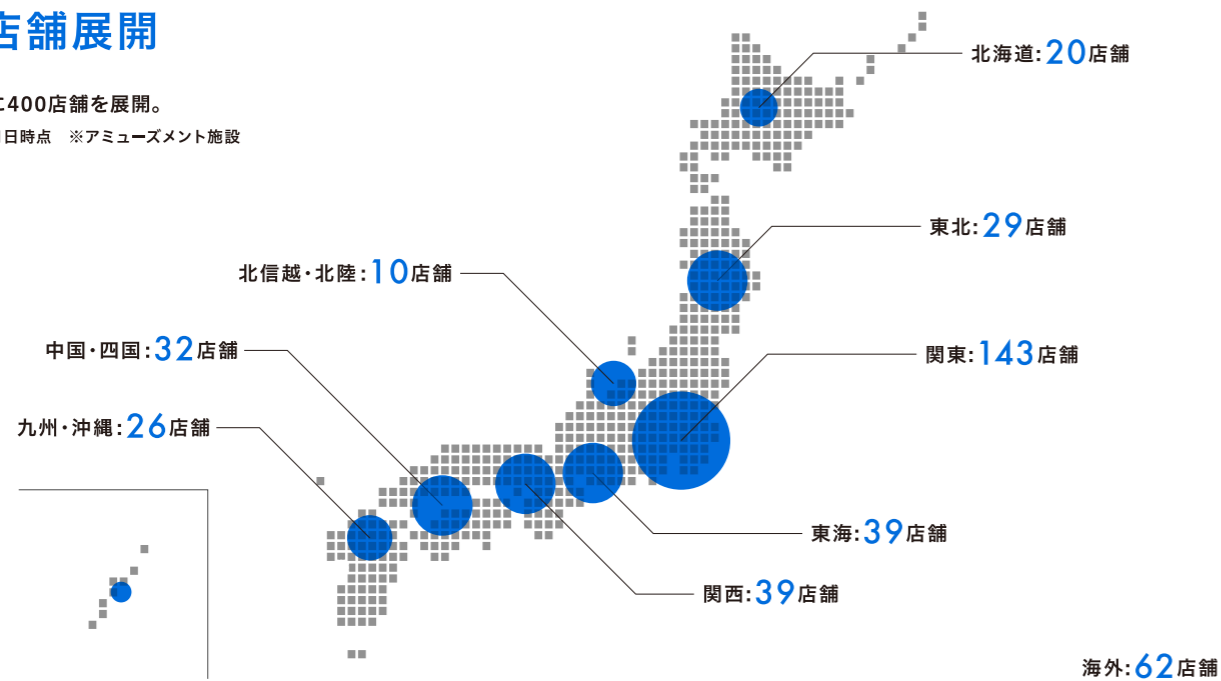 店舗展開
に400店舗を展開。
日時点 ※アミューズメント施設
北海道:20店舗
東北:29店舗
北信越・北陸:10店舗
中国・四国:32店舗
関東:143店舗
九州・沖縄:26店舗
東海:39店舗
関西:39店舗
海外:62店舗